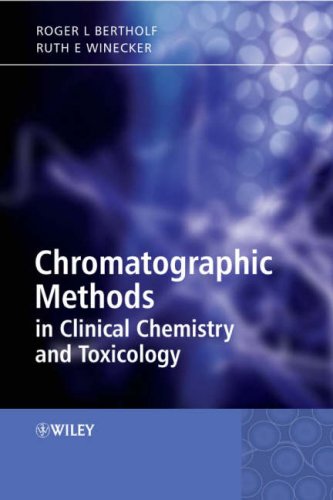 ROGER L BERTHOLF
RUTH E WINECKER
Chromatographic
Methods
in Clinical Chemistry
and Toxicology
WILEY